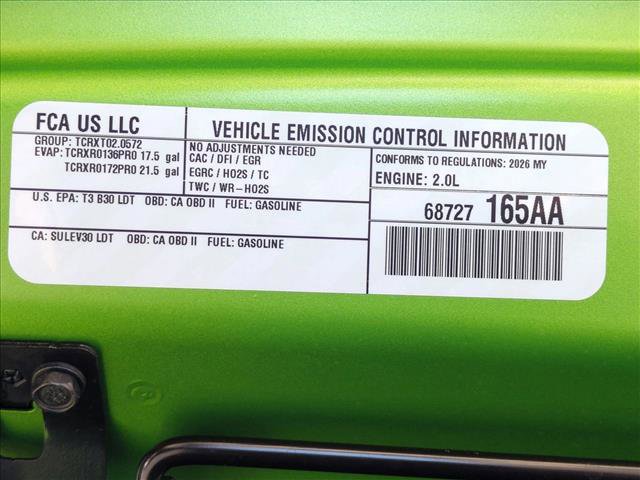 FCA US LLC
GROUP: TCRXT02.0572
EVAP: TCRXR0136PR0 17.5 gal
TCRXR0172PR0 21.5 gal
VEHICLE EMISSION CONTROL INFORMATION
NO ADJUSTMENTS NEEDED
CAC / DFI / EGR
EGRC / HO2S / TC
TWC / WR-HO2S
CONFORMS TO REGULATIONS: 2026 MY
ENGINE: 2.0L
U.S. EPA: T3 B30 LDT OBD: CA OBD II FUEL: GASOLINE
68727 165AA
CA: SULEV30 LDT OBD: CA OBD II FUEL: GASOLINE